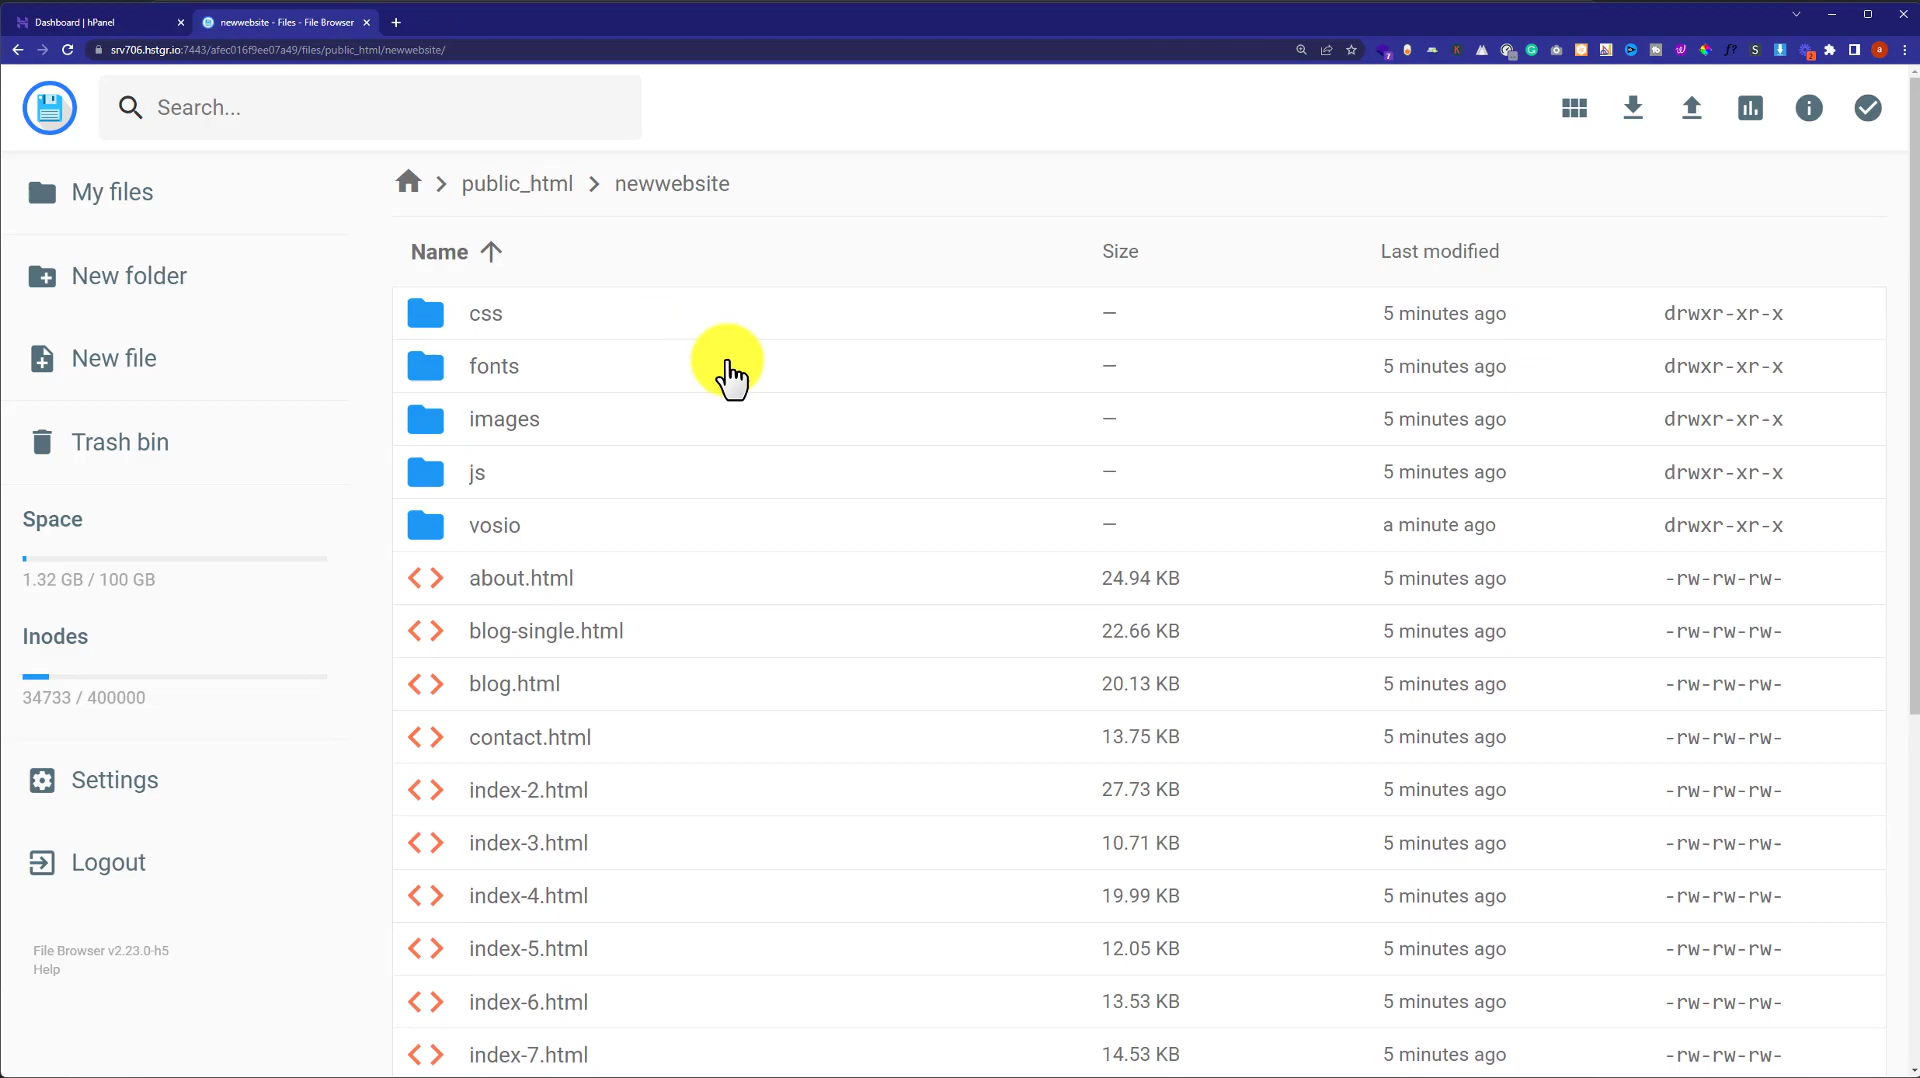 Dashboard | hPanel
newwebsite - Files - File Browser
srv706.hstgr.io:7443/afec016f9ee07a49/files/public_html/newwebsite/
Search...
My files
New folder
New file
Trash bin
Space
1.32 GB / 100 GB
Inodes
34733 / 400000
Settings
Logout
File Browser v2.23.0-h5
Help
public_html > newwebsite
Name Size Last modified
css — 5 minutes ago drwxr-xr-x
fonts — 5 minutes ago drwxr-xr-x
images — 5 minutes ago drwxr-xr-x
js — 5 minutes ago drwxr-xr-x
vosio — a minute ago drwxr-xr-x
about.html 24.94 KB 5 minutes ago -rw-rw-rw-
blog-single.html 22.66 KB 5 minutes ago -rw-rw-rw-
blog.html 20.13 KB 5 minutes ago -rw-rw-rw-
contact.html 13.75 KB 5 minutes ago -rw-rw-rw-
index-2.html 27.73 KB 5 minutes ago -rw-rw-rw-
index-3.html 10.71 KB 5 minutes ago -rw-rw-rw-
index-4.html 19.99 KB 5 minutes ago -rw-rw-rw-
index-5.html 12.05 KB 5 minutes ago -rw-rw-rw-
index-6.html 13.53 KB 5 minutes ago -rw-rw-rw-
index-7.html 14.53 KB 5 minutes ago -rw-rw-rw-